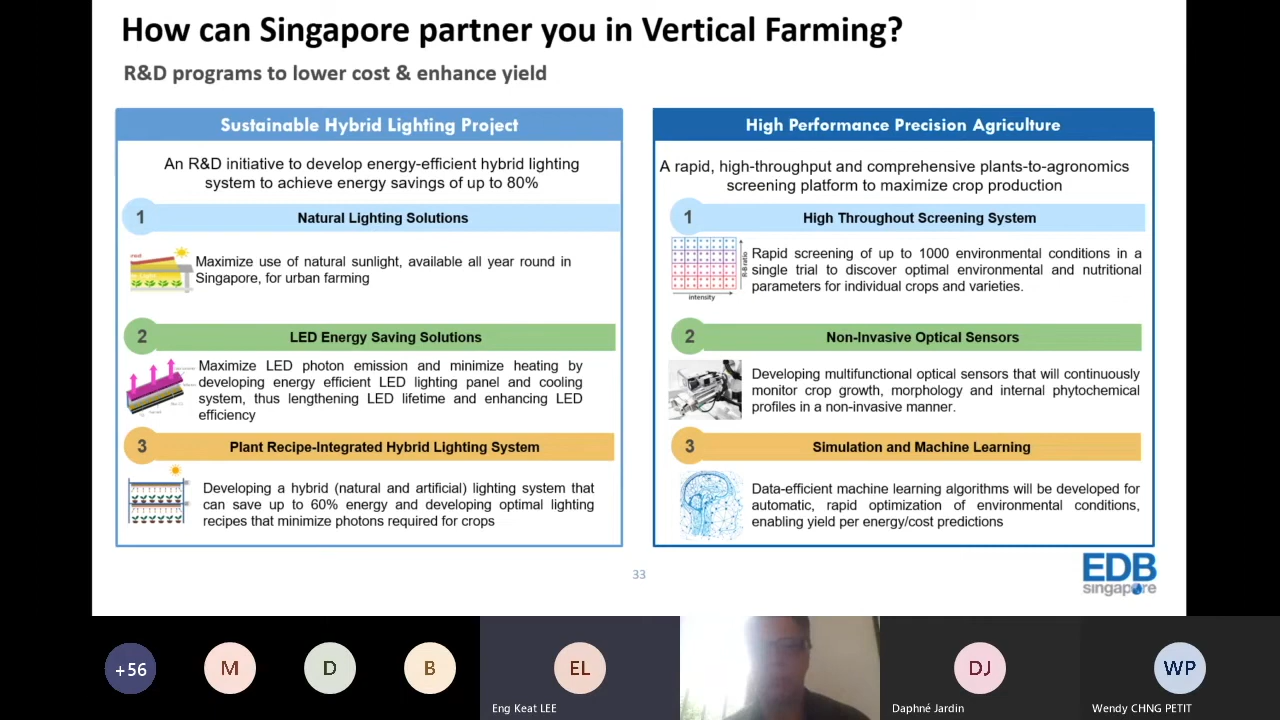 How can Singapore partner you in Vertical Farming?
R&D programs to lower cost & enhance yield
Sustainable Hybrid Lighting Project
An R&D initiative to develop energy-efficient hybrid lighting
system to achieve energy savings of up to 80%
1 Natural Lighting Solutions
Maximize use of natural sunlight, available all year round in
Singapore, for urban farming
2 LED Energy Saving Solutions
Maximize LED photon emission and minimize heating by
developing energy efficient LED lighting panel and cooling
system, thus lengthening LED lifetime and enhancing LED
efficiency
3 Plant Recipe-Integrated Hybrid Lighting System
Developing a hybrid (natural and artificial) lighting system that
can save up to 60% energy and developing optimal lighting
recipes that minimize photons required for crops
High Performance Precision Agriculture
A rapid, high-throughput and comprehensive plants-to-agronomics
screening platform to maximize crop production
1 High Throughout Screening System
R-B ratio
intensity
Rapid screening of up to 1000 environmental conditions in a
single trial to discover optimal environmental and nutritional
parameters for individual crops and varieties.
2 Non-Invasive Optical Sensors
Developing multifunctional optical sensors that will continuously
monitor crop growth, morphology and internal phytochemical
profiles in a non-invasive manner.
3 Simulation and Machine Learning
Data-efficient machine learning algorithms will be developed for
automatic, rapid optimization of environmental conditions,
enabling yield per energy/cost predictions
33
EDB
singapore
+56
M
D
B
EL
Eng Keat LEE
DJ
Daphné Jardin
WP
Wendy CHNG PETIT